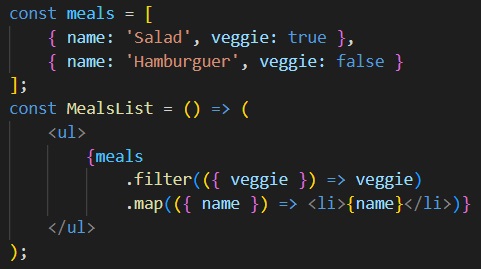 const meals = [
    { name: 'Salad', veggie: true },
    { name: 'Hamburguer', veggie: false }
];
const MealsList = () => (
    <ul>
        {meals
            .filter(({ veggie }) => veggie)
            .map(({ name }) => <li>{name}</li>)}
    </ul>
);